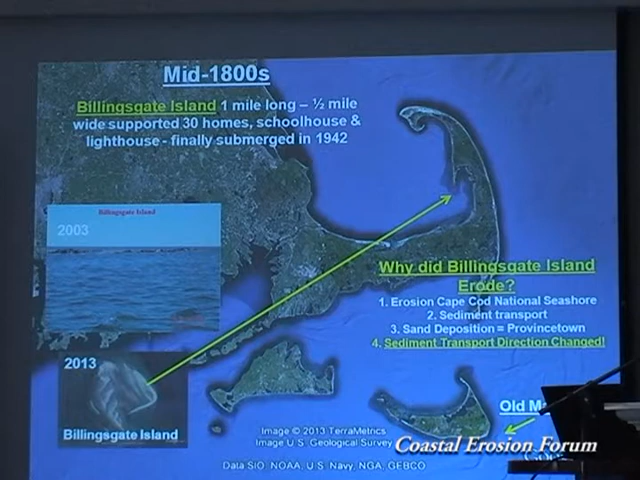 Mid-1800s
Billingsgate Island 1 mile long – ½ mile
wide supported 30 homes, schoolhouse &
lighthouse - finally submerged in 1942
Billingsgate Island
2003
Why did Billingsgate Island
Erode?
1. Erosion Cape Cod National Seashore
2. Sediment transport
3. Sand Deposition = Provincetown
4. Sediment Transport Direction Changed!
2013
Billingsgate Island
Old
Image © 2013 TerraMetrics
Image U.S. Geological Survey
Coastal Erosion Forum
Data SIO, NOAA, U.S. Navy, NGA, GEBCO